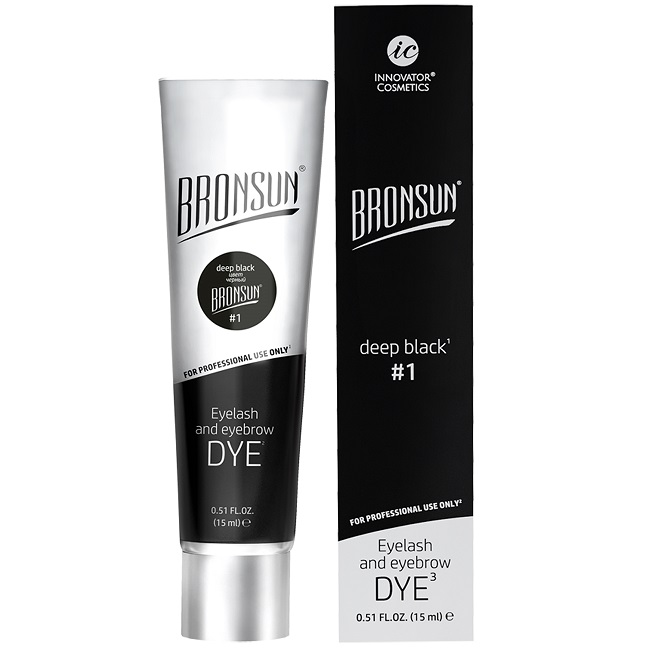 BRONSUN®
deep black
цвет
черный
BRONSUN®
#1
FOR PROFESSIONAL USE ONLY¹
Eyelash
and eyebrow
DYE²
0.51 FL.OZ.
(15 ml) ℮
ic
INNOVATOR®
COSMETICS
BRONSUN®
deep black¹
#1
FOR PROFESSIONAL USE ONLY²
Eyelash
and eyebrow
DYE³
0.51 FL.OZ. (15 ml) ℮